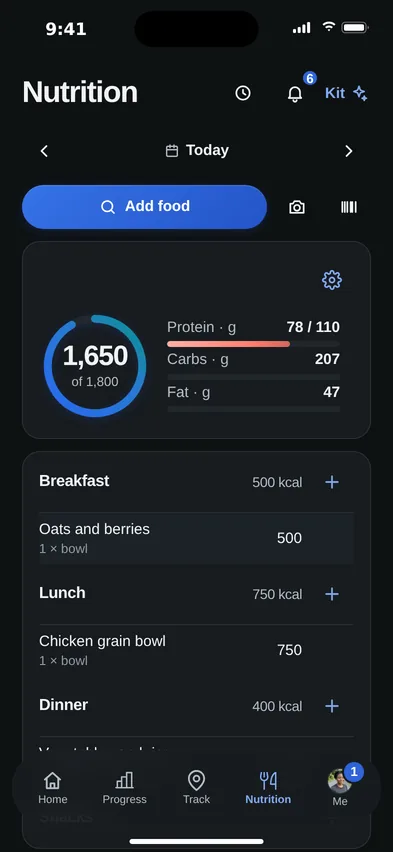 9:41
Nutrition
6
Kit
Today
Add food
Protein · g 78 / 110
1,650
of 1,800
Carbs · g 207
Fat · g 47
Breakfast 500 kcal
Oats and berries 500
1 × bowl
Lunch 750 kcal
Chicken grain bowl 750
1 × bowl
Dinner 400 kcal
Snacks
1
Home Progress Track Nutrition Me